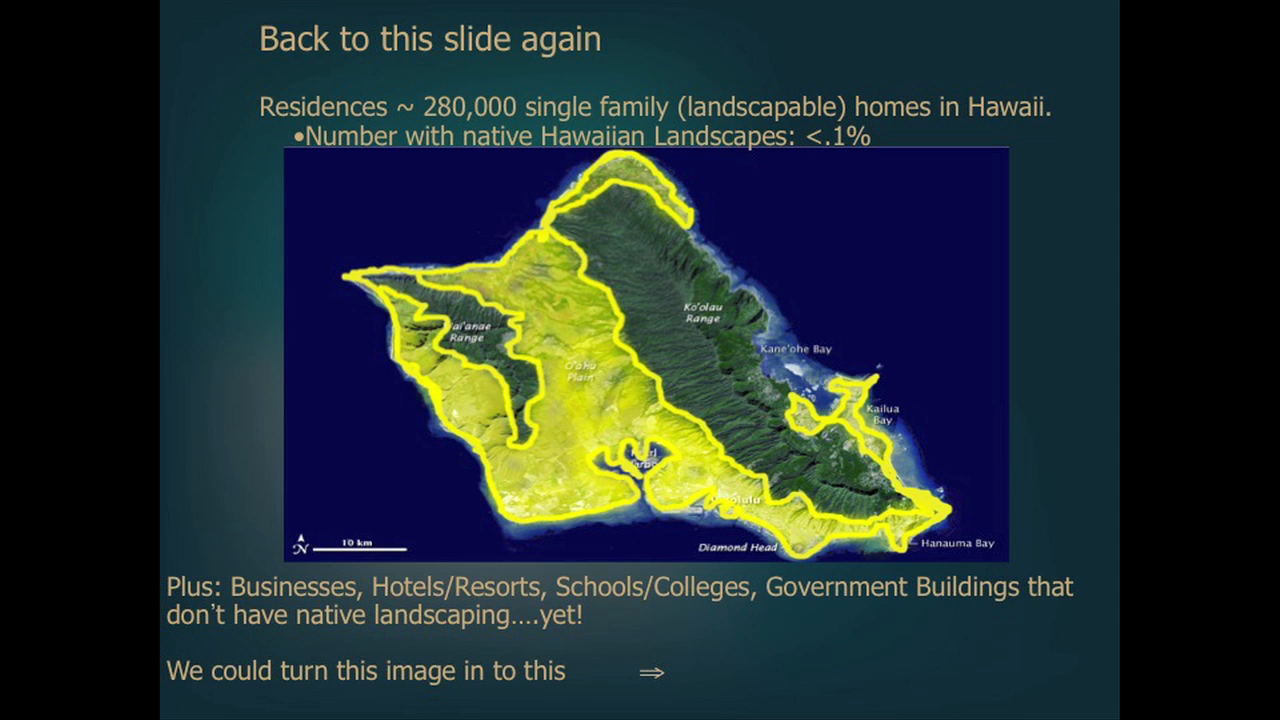 Back to this slide again
Residences ~ 280,000 single family (landscapable) homes in Hawaii.
•Number with native Hawaiian Landscapes: <.1%
Ko'olau
Range
ai'anae
Range
Kane'ohe Bay
O'ahu
Plain
Kailua
Bay
N
10 km
Diamond Head
Hanauma Bay
Plus: Businesses, Hotels/Resorts, Schools/Colleges, Government Buildings that
don't have native landscaping....yet!
We could turn this image in to this ⇒